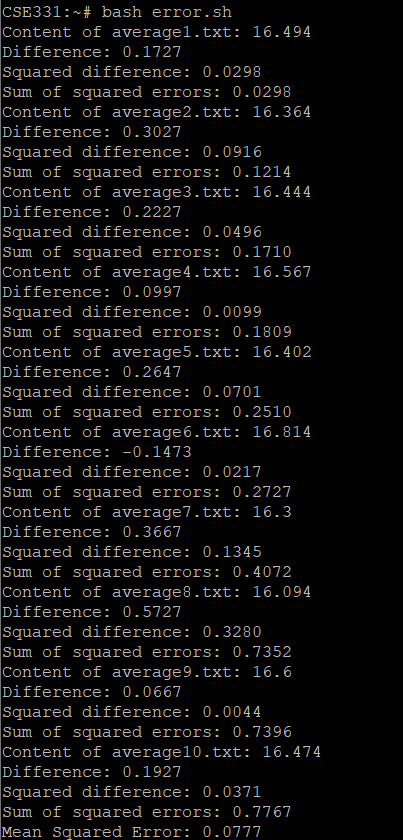 CSE331:~# bash error.sh
Content of average1.txt: 16.494
Difference: 0.1727
Squared difference: 0.0298
Sum of squared errors: 0.0298
Content of average2.txt: 16.364
Difference: 0.3027
Squared difference: 0.0916
Sum of squared errors: 0.1214
Content of average3.txt: 16.444
Difference: 0.2227
Squared difference: 0.0496
Sum of squared errors: 0.1710
Content of average4.txt: 16.567
Difference: 0.0997
Squared difference: 0.0099
Sum of squared errors: 0.1809
Content of average5.txt: 16.402
Difference: 0.2647
Squared difference: 0.0701
Sum of squared errors: 0.2510
Content of average6.txt: 16.814
Difference: -0.1473
Squared difference: 0.0217
Sum of squared errors: 0.2727
Content of average7.txt: 16.3
Difference: 0.3667
Squared difference: 0.1345
Sum of squared errors: 0.4072
Content of average8.txt: 16.094
Difference: 0.5727
Squared difference: 0.3280
Sum of squared errors: 0.7352
Content of average9.txt: 16.6
Difference: 0.0667
Squared difference: 0.0044
Sum of squared errors: 0.7396
Content of average10.txt: 16.474
Difference: 0.1927
Squared difference: 0.0371
Sum of squared errors: 0.7767
Mean Squared Error: 0.0777